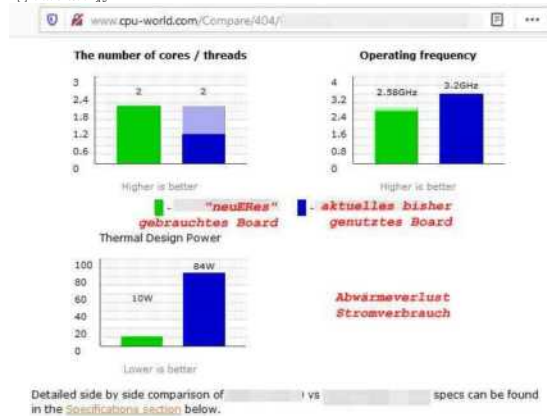 www.cpu-world.com/Compare/404/
The number of cores / threads
Operating frequency
3
2.4
1.8
1.2
0.6
0
2
2
4
3.2
2.4
1.6
0.8
0
2.58GHz
3.2GHz
Higher is better
Higher is better
- "neuERes"
gebrauchtes Board
- aktuelles bisher
genutztes Board
Thermal Design Power
100
80
60
40
20
0
10W
84W
Abwärmeverlust
Stromverbrauch
Lower is better
Detailed side by side comparison of vs specs can be found
in the Specifications section below.